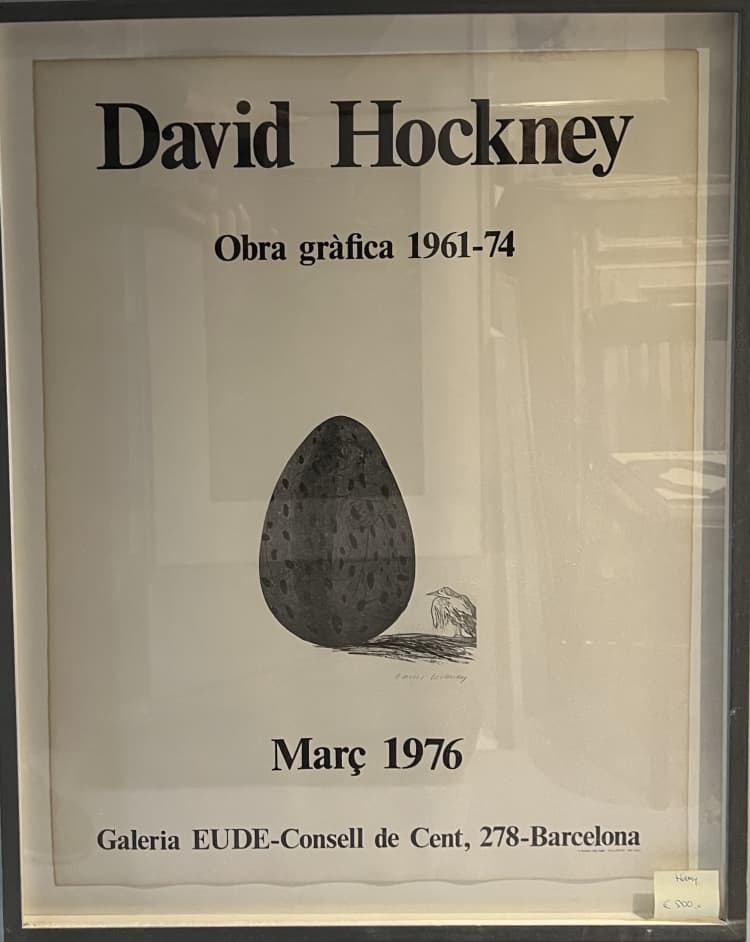 David Hockney
Obra gràfica 1961-74
David Hockney
Març 1976
Galeria EUDE-Consell de Cent, 278-Barcelona
€ 500,-